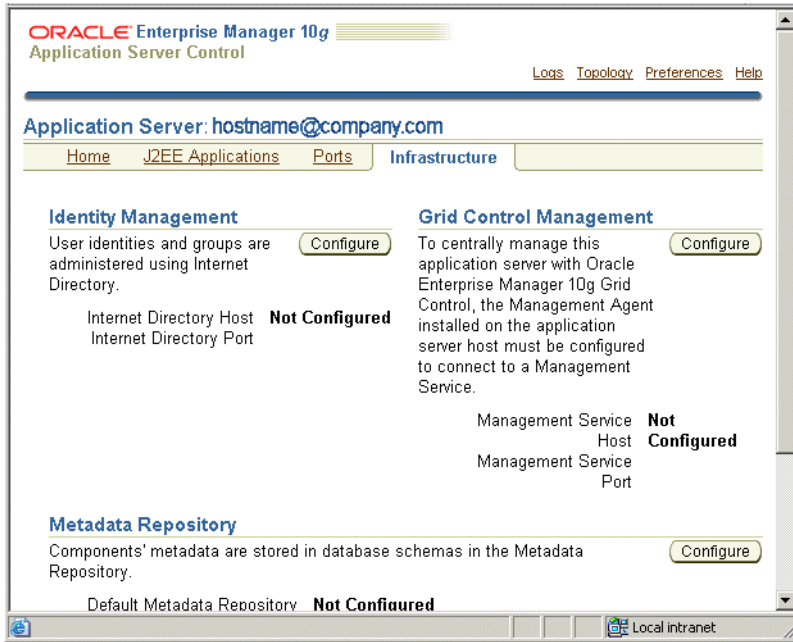 ORACLE Enterprise Manager 10g
Application Server Control
Logs Topology Preferences Help
Application Server: hostname@company.com
Home J2EE Applications Ports Infrastructure
Identity Management
User identities and groups are
administered using Internet
Directory.
Configure
Internet Directory Host Not Configured
Internet Directory Port
Grid Control Management
To centrally manage this
application server with Oracle
Enterprise Manager 10g Grid
Control, the Management Agent
installed on the application
server host must be configured
to connect to a Management
Service.
Configure
Management Service Not
Host Configured
Management Service
Port
Metadata Repository
Components' metadata are stored in database schemas in the Metadata
Repository.
Configure
Default Metadata Repository Not Configured
Local intranet